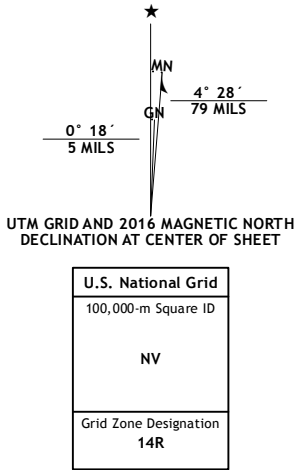 ★
MN
4° 28´
79 MILS
GN
0° 18´
5 MILS
UTM GRID AND 2016 MAGNETIC NORTH
DECLINATION AT CENTER OF SHEET
U.S. National Grid
100,000-m Square ID
NV
Grid Zone Designation
14R